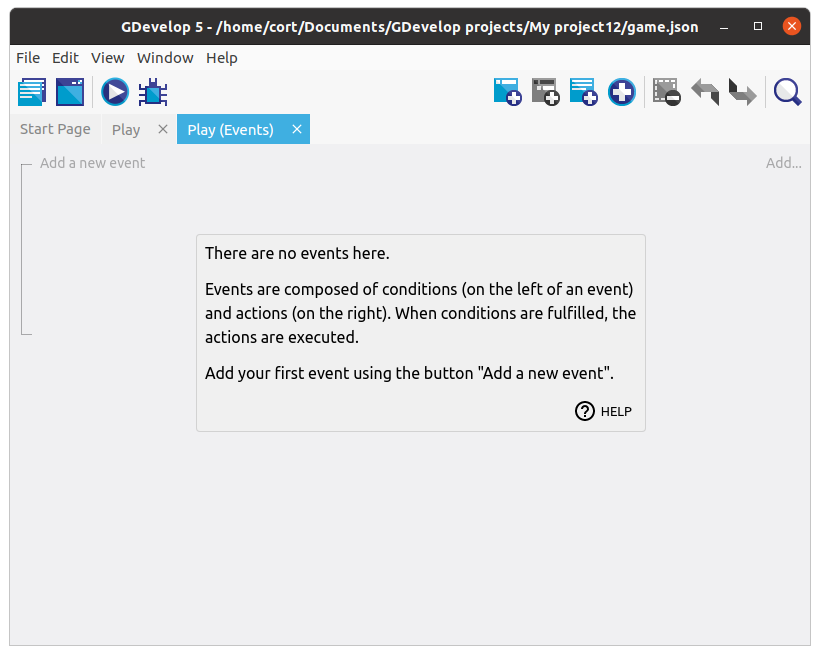 GDevelop 5 - /home/cort/Documents/GDevelop projects/My project12/game.json
File Edit View Window Help
Start Page Play Play (Events)
Add a new event Add...
There are no events here.
Events are composed of conditions (on the left of an event)
and actions (on the right). When conditions are fulfilled, the
actions are executed.
Add your first event using the button "Add a new event".
? HELP